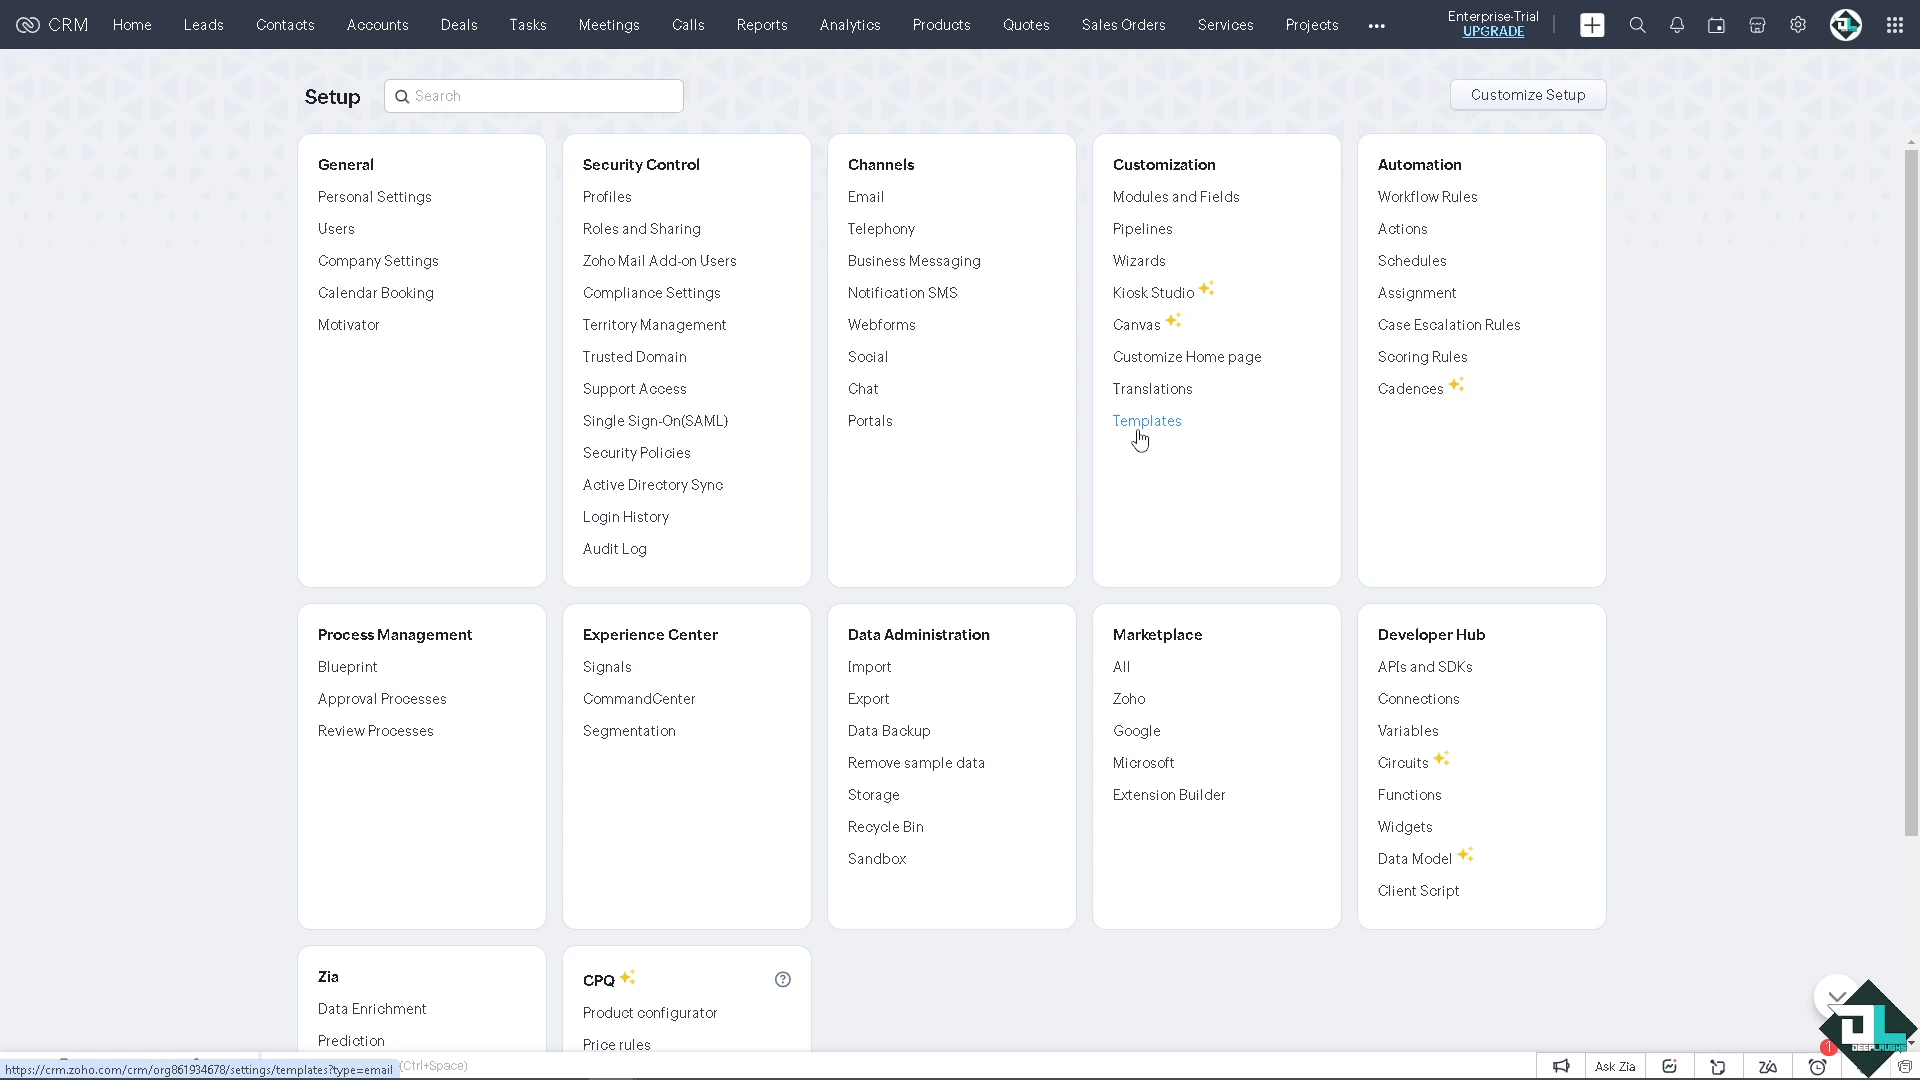 CRM Home Leads Contacts Accounts Deals Tasks Meetings Calls Reports Analytics Products Quotes Sales Orders Services Projects ••• Enterprise-Trial
UPGRADE
Setup Search Customize Setup
General
Personal Settings
Users
Company Settings
Calendar Booking
Motivator
Security Control
Profiles
Roles and Sharing
Zoho Mail Add-on Users
Compliance Settings
Territory Management
Trusted Domain
Support Access
Single Sign-On(SAML)
Security Policies
Active Directory Sync
Login History
Audit Log
Channels
Email
Telephony
Business Messaging
Notification SMS
Webforms
Social
Chat
Portals
Customization
Modules and Fields
Pipelines
Wizards
Kiosk Studio
Canvas
Customize Home page
Translations
Templates
Automation
Workflow Rules
Actions
Schedules
Assignment
Case Escalation Rules
Scoring Rules
Cadences
Process Management
Blueprint
Approval Processes
Review Processes
Experience Center
Signals
CommandCenter
Segmentation
Data Administration
Import
Export
Data Backup
Remove sample data
Storage
Recycle Bin
Sandbox
Marketplace
All
Zoho
Google
Microsoft
Extension Builder
Developer Hub
APIs and SDKs
Connections
Variables
Circuits
Functions
Widgets
Data Model
Client Script
Zia
Data Enrichment
Prediction
CPQ
Product configurator
Price rules
https://crm.zoho.com/crm/org861934678/settings/templates?type=email (Ctrl+Space)
Ask Zia
1
DL
DEEPLAUGHS